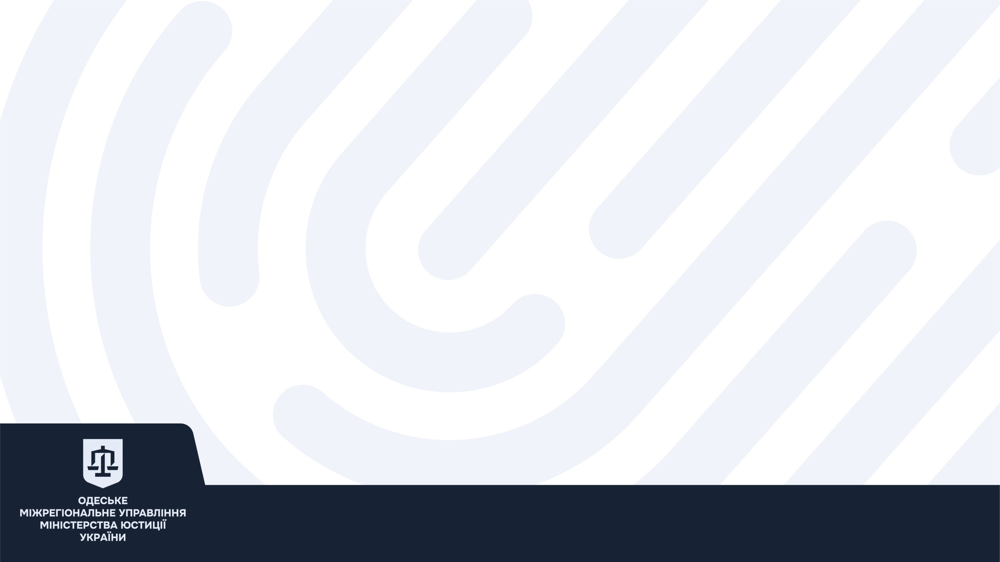 ОДЕСЬКЕ
МІЖРЕГІОНАЛЬНЕ УПРАВЛІННЯ
МІНІСТЕРСТВА ЮСТИЦІЇ
УКРАЇНИ